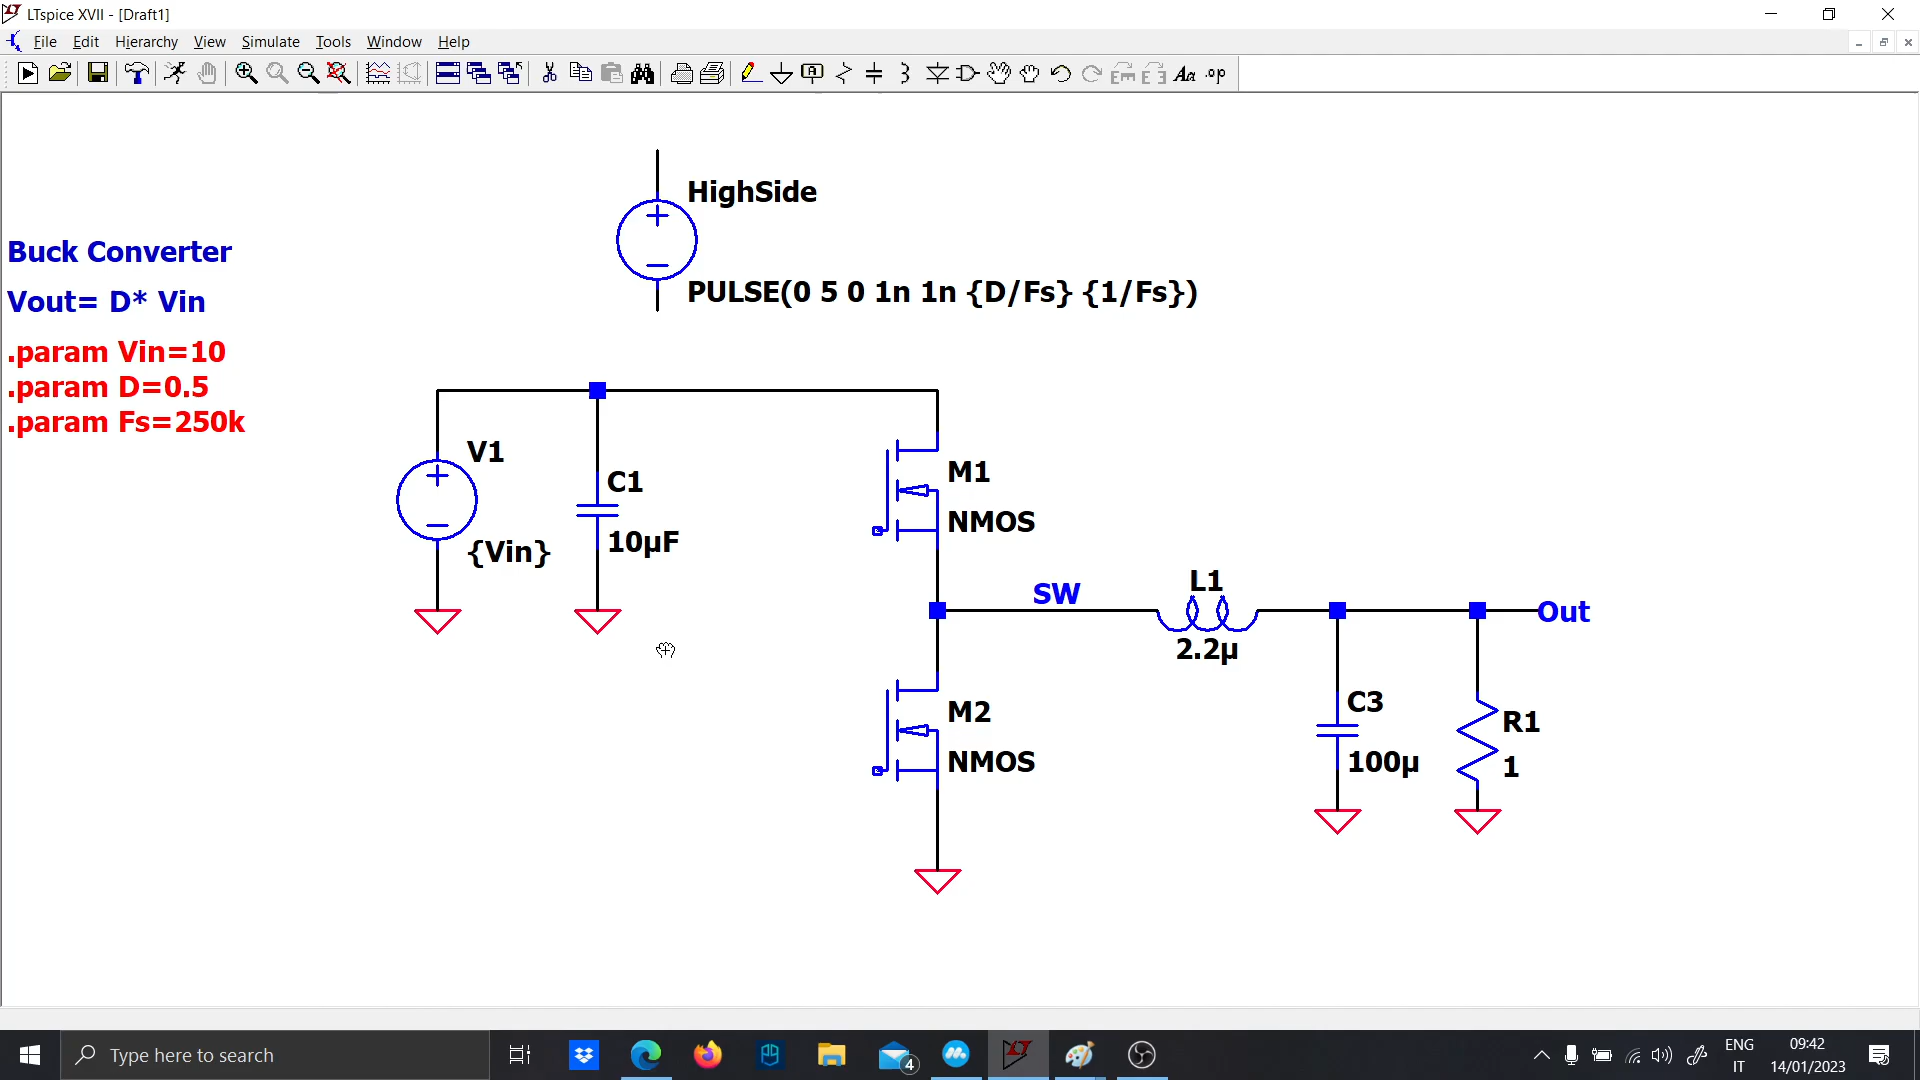 LTspice XVII - [Draft1]
File Edit Hierarchy View Simulate Tools Window Help
HighSide
PULSE(0 5 0 1n 1n {D/Fs} {1/Fs})
Buck Converter
Vout= D* Vin
.param Vin=10
.param D=0.5
.param Fs=250k
V1
{Vin}
C1
10µF
M1
NMOS
SW
L1
2.2µ
Out
M2
NMOS
C3
100µ
R1
1
Type here to search
4
ENG
IT
09:42
14/01/2023